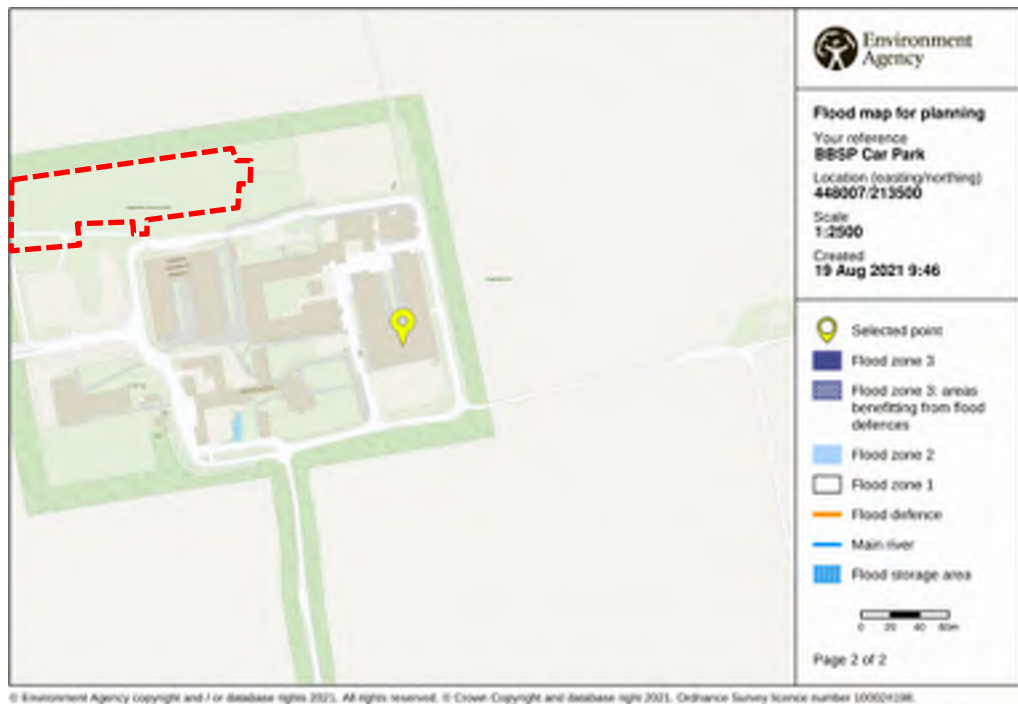 Environment
Agency
Flood map for planning
Your reference
BBSP Car Park
Location (easting/northing)
448007/213500
Scale
1:2500
Created
19 Aug 2021 9:46
Selected point
Flood zone 3
Flood zone 3: areas
benefitting from flood
defences
Flood zone 2
Flood zone 1
Flood defence
Main river
Flood storage area
0 20 40 60m
Page 2 of 2
© Environment Agency copyright and / or database rights 2021. All rights reserved. © Crown Copyright and database right 2021. Ordnance Survey licence number